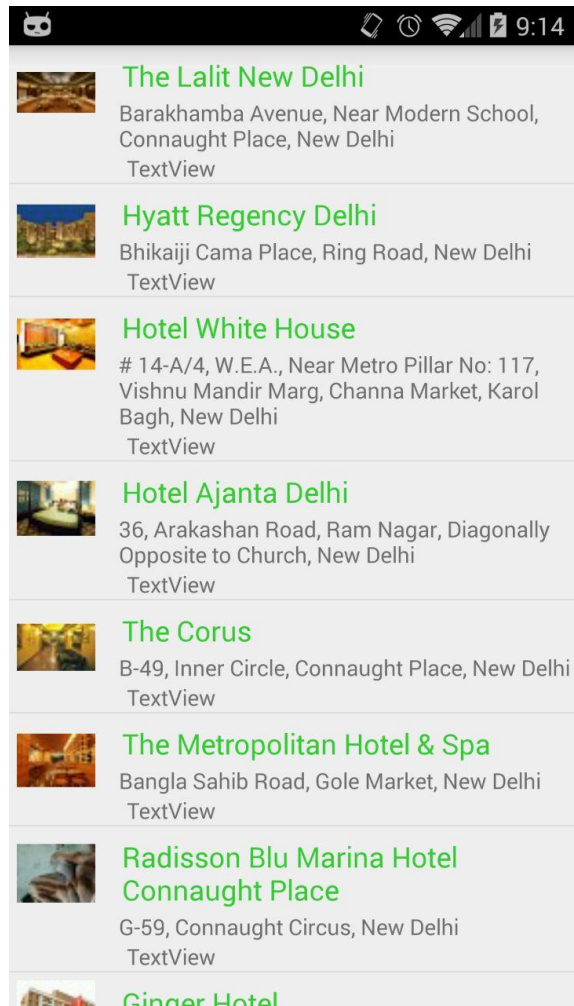 9:14
The Lalit New Delhi
Barakhamba Avenue, Near Modern School,
Connaught Place, New Delhi
TextView
Hyatt Regency Delhi
Bhikaiji Cama Place, Ring Road, New Delhi
TextView
Hotel White House
# 14-A/4, W.E.A., Near Metro Pillar No: 117,
Vishnu Mandir Marg, Channa Market, Karol
Bagh, New Delhi
TextView
Hotel Ajanta Delhi
36, Arakashan Road, Ram Nagar, Diagonally
Opposite to Church, New Delhi
TextView
The Corus
B-49, Inner Circle, Connaught Place, New Delhi
TextView
The Metropolitan Hotel & Spa
Bangla Sahib Road, Gole Market, New Delhi
TextView
Radisson Blu Marina Hotel
Connaught Place
G-59, Connaught Circus, New Delhi
TextView
Ginger Hotel